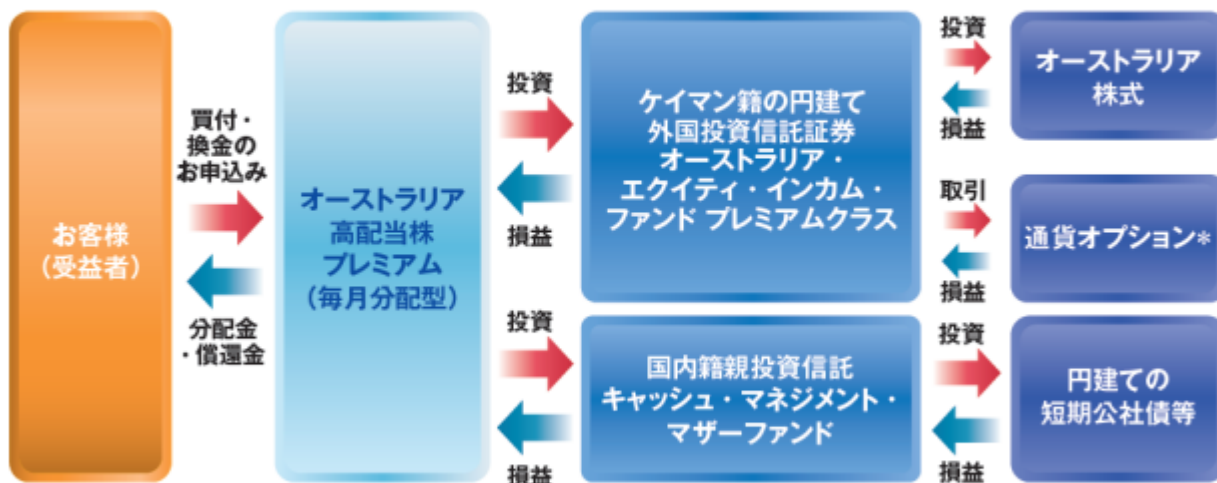 お客様
(受益者)
買付・
換金の
お申込み
分配金
・償還金
オーストラリア
高配当株
プレミアム
(毎月分配型)
投資
損益
投資
損益
ケイマン籍の円建て
外国投資信託証券
オーストラリア・
エクイティ・インカム・
ファンド プレミアムクラス
国内籍親投資信託
キャッシュ・マネジメント・
マザーファンド
投資
損益
オーストラリア
株式
取引
損益
通貨オプション*
投資
損益
円建ての
短期公社債等